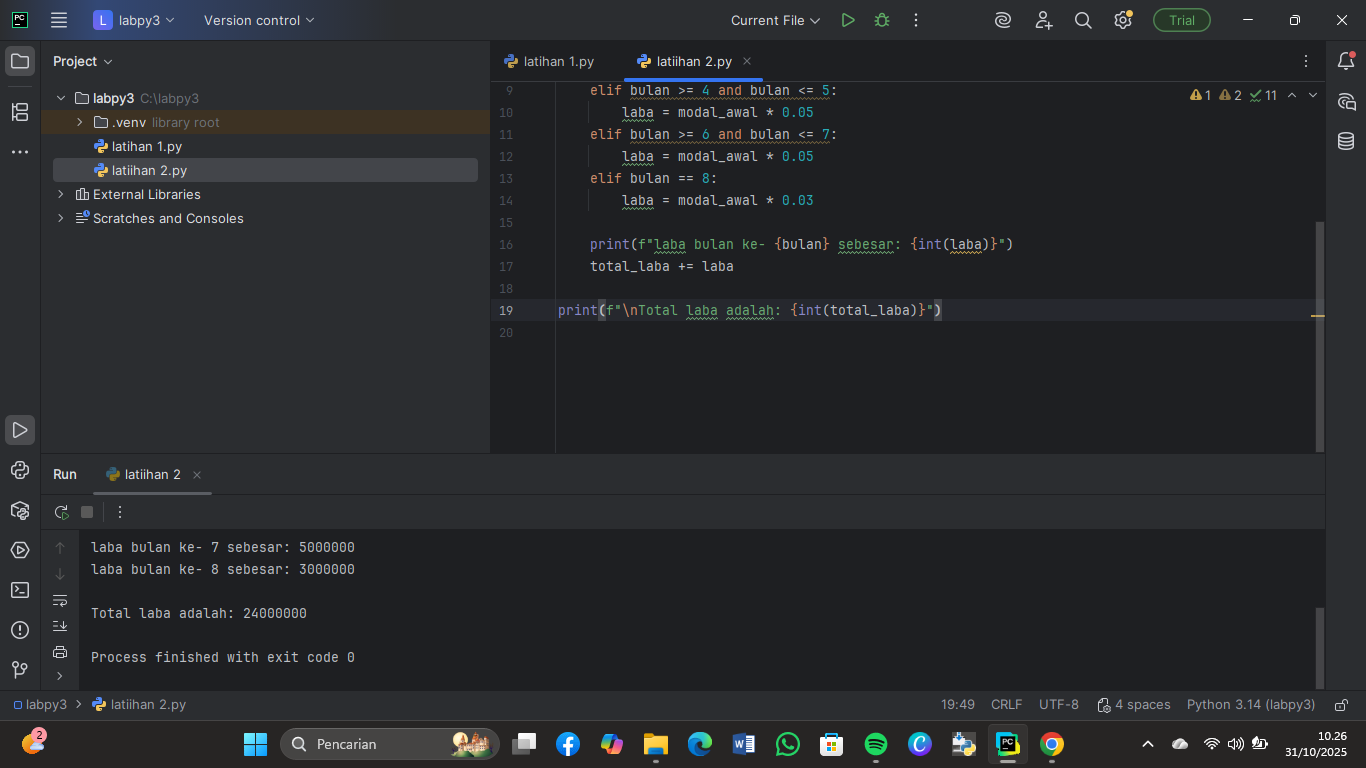 PC
L labpy3 Version control Current File Trial
Project
labpy3 C:\labpy3
.venv library root
latihan 1.py
latiihan 2.py
External Libraries
Scratches and Consoles
latihan 1.py latiihan 2.py
1 2 11
9 elif bulan >= 4 and bulan <= 5:
10 laba = modal_awal * 0.05
11 elif bulan >= 6 and bulan <= 7:
12 laba = modal_awal * 0.05
13 elif bulan == 8:
14 laba = modal_awal * 0.03
15
16 print(f"laba bulan ke- {bulan} sebesar: {int(laba)}")
17 total_laba += laba
18
19 print(f"\nTotal laba adalah: {int(total_laba)}")
20
Run latiihan 2
laba bulan ke- 7 sebesar: 5000000
laba bulan ke- 8 sebesar: 3000000
Total laba adalah: 24000000
Process finished with exit code 0
labpy3 > latiihan 2.py 19:49 CRLF UTF-8 4 spaces Python 3.14 (labpy3)
2 Pencarian PC 10.26
31/10/2025